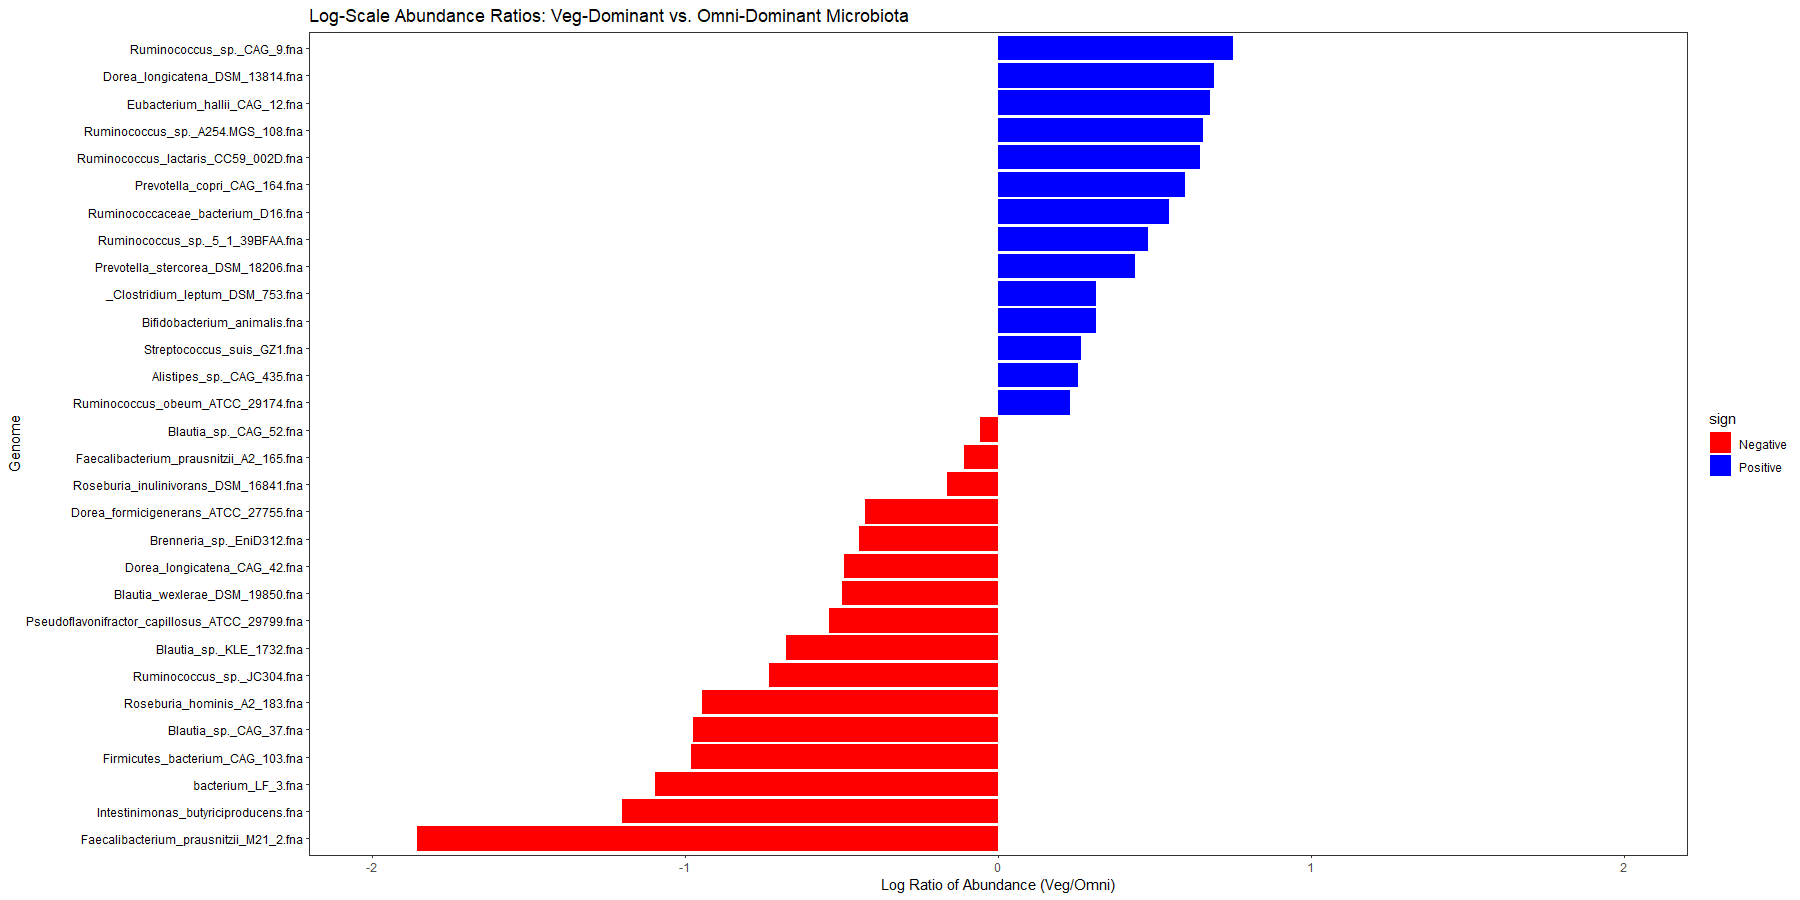 Log-Scale Abundance Ratios: Veg-Dominant vs. Omni-Dominant Microbiota
Genome
Ruminococcus_sp._CAG_9.fna
Dorea_longicatena_DSM_13814.fna
Eubacterium_hallii_CAG_12.fna
Ruminococcus_sp._A254.MGS_108.fna
Ruminococcus_lactaris_CC59_002D.fna
Prevotella_copri_CAG_164.fna
Ruminococcaceae_bacterium_D16.fna
Ruminococcus_sp._5_1_39BFAA.fna
Prevotella_stercorea_DSM_18206.fna
_Clostridium_leptum_DSM_753.fna
Bifidobacterium_animalis.fna
Streptococcus_suis_GZ1.fna
Alistipes_sp._CAG_435.fna
Ruminococcus_obeum_ATCC_29174.fna
Blautia_sp._CAG_52.fna
Faecalibacterium_prausnitzii_A2_165.fna
Roseburia_inulinivorans_DSM_16841.fna
Dorea_formicigenerans_ATCC_27755.fna
Brenneria_sp._EniD312.fna
Dorea_longicatena_CAG_42.fna
Blautia_wexlerae_DSM_19850.fna
Pseudoflavonifractor_capillosus_ATCC_29799.fna
Blautia_sp._KLE_1732.fna
Ruminococcus_sp._JC304.fna
Roseburia_hominis_A2_183.fna
Blautia_sp._CAG_37.fna
Firmicutes_bacterium_CAG_103.fna
bacterium_LF_3.fna
Intestinimonas_butyriciproducens.fna
Faecalibacterium_prausnitzii_M21_2.fna
-2 -1 0 1 2
Log Ratio of Abundance (Veg/Omni)
sign
Negative
Positive